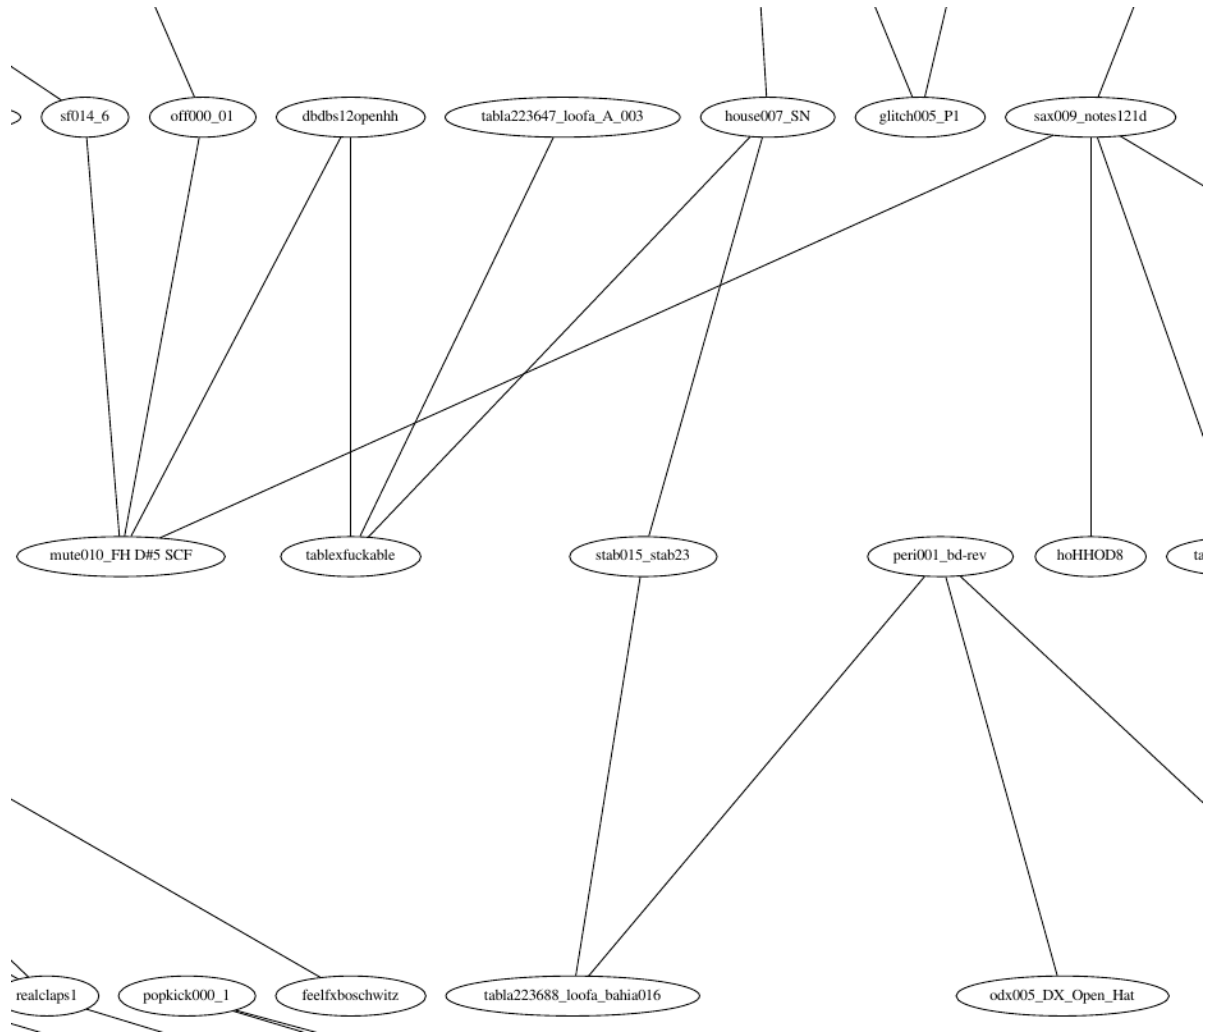 sf014_6
off000_01
dbdbs12openhh
tabla223647_loofa_A_003
house007_SN
glitch005_P1
sax009_notes121d
mute010_FH D#5 SCF
tablexfuckable
stab015_stab23
peri001_bd-rev
hoHHOD8
ta
realclaps1
popkick000_1
feelfxboschwitz
tabla223688_loofa_bahia016
odx005_DX_Open_Hat